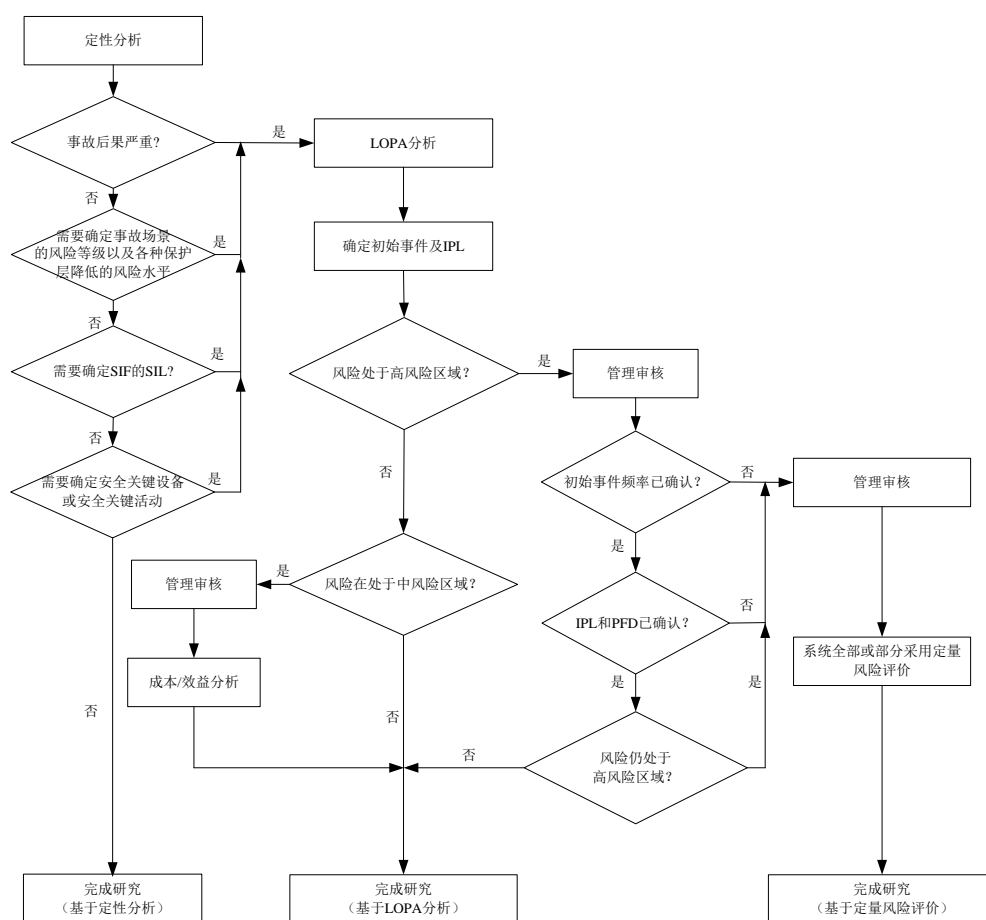 定性分析
事故后果严重?
是
LOPA分析
否
需要确定事故场景
的风险等级以及各种保护
层降低的风险水平
是
确定初始事件及IPL
否
需要确定SIF的SIL?
是
风险处于高风险区域?
是
管理审核
否
需要确定安全关键设备
或安全关键活动
是
否
初始事件频率已确认?
否
管理审核
是
风险在处于中风险区域?
是
管理审核
IPL和PFD已确认?
否
系统全部或部分采用定量
风险评价
成本/效益分析
是
是
否
否
风险仍处于
高风险区域?
否
完成研究
（基于定性分析）
完成研究
（基于LOPA分析）
完成研究
（基于定量风险评价）